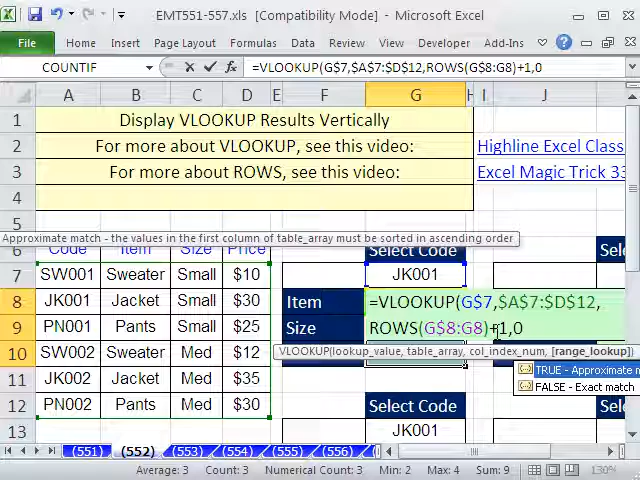 EMT551-557.xls [Compatibility Mode] - Microsoft Excel
File Home Insert Page Layout Formulas Data Review View Developer Add-Ins
COUNTIF =VLOOKUP(G$7,$A$7:$D$12,ROWS(G$8:G8)+1,0
A B C D E F G H I J
1 Display VLOOKUP Results Vertically
2 For more about VLOOKUP, see this video: Highline Excel Class
3 For more about ROWS, see this video: Excel Magic Trick 33
4
5
Approximate match - the values in the first column of table_array must be sorted in ascending order
6 Code Item Size Price Select Code Se
7 SW001 Sweater Small $10 JK001
8 JK001 Jacket Small $30 Item =VLOOKUP(G$7,$A$7:$D$12,
9 PN001 Pants Small $25 Size ROWS(G$8:G8)+1,0
10 SW002 Sweater Med $12 VLOOKUP(lookup_value, table_array, col_index_num, [range_lookup])
TRUE - Approximate m
11 JK002 Jacket Med $35 FALSE - Exact match
12 PN002 Pants Med $30 Select Code
13 JK001
(551) (552) (553) (554) (555) (556)
Average: 3 Count: 3 Numerical Count: 3 Min: 2 Max: 4 Sum: 9 130%